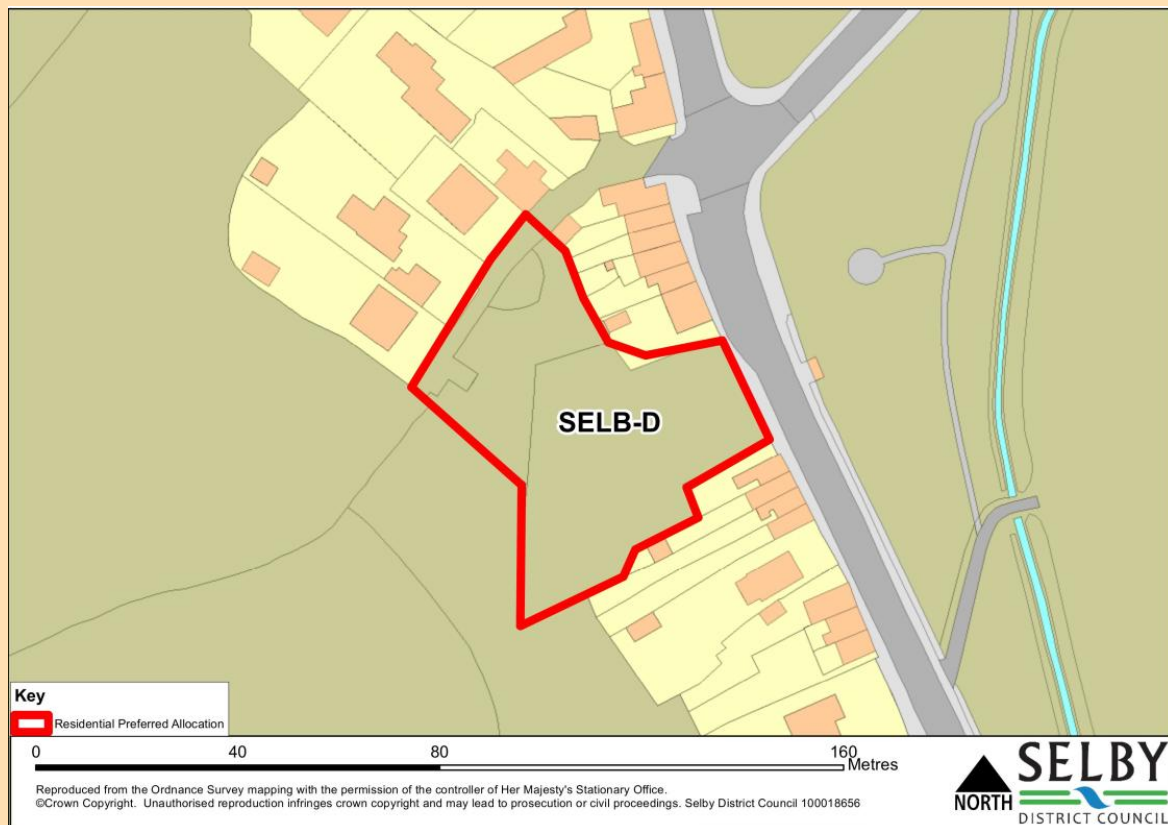 SELB-D
Key
Residential Preferred Allocation
0 40 80 160
Metres
Reproduced from the Ordnance Survey mapping with the permission of the controller of Her Majesty's Stationary Office.
©Crown Copyright. Unauthorised reproduction infringes crown copyright and may lead to prosecution or civil proceedings. Selby District Council 100018656
NORTH
SELBY
DISTRICT COUNCIL